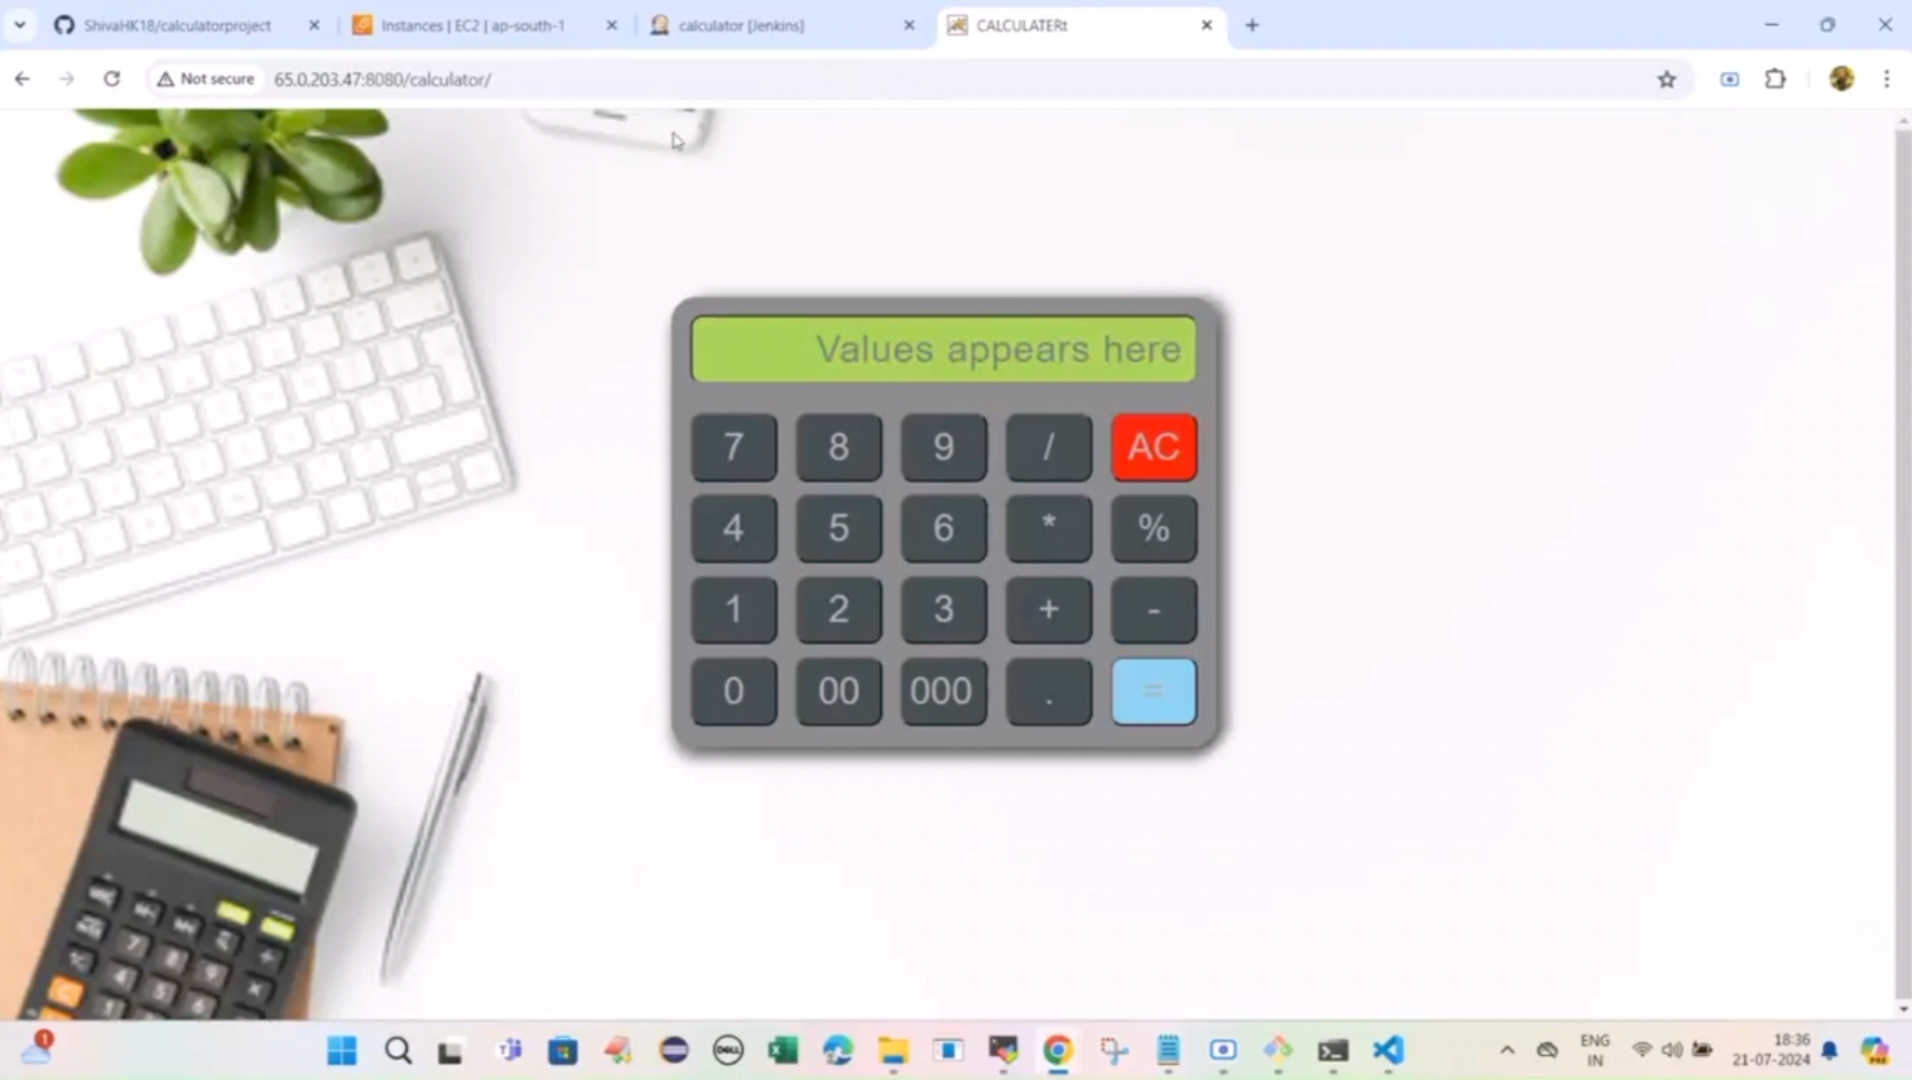 ShivaHK18/calculatorproject
Instances | EC2 | ap-south-1
calculator [Jenkins]
CALCULATERt
Not secure
65.0.203.47:8080/calculator/
Values appears here
7 8 9 / AC
4 5 6 * %
1 2 3 + -
0 00 000 . =
1
DELL
ENG
IN
18:36
21-07-2024